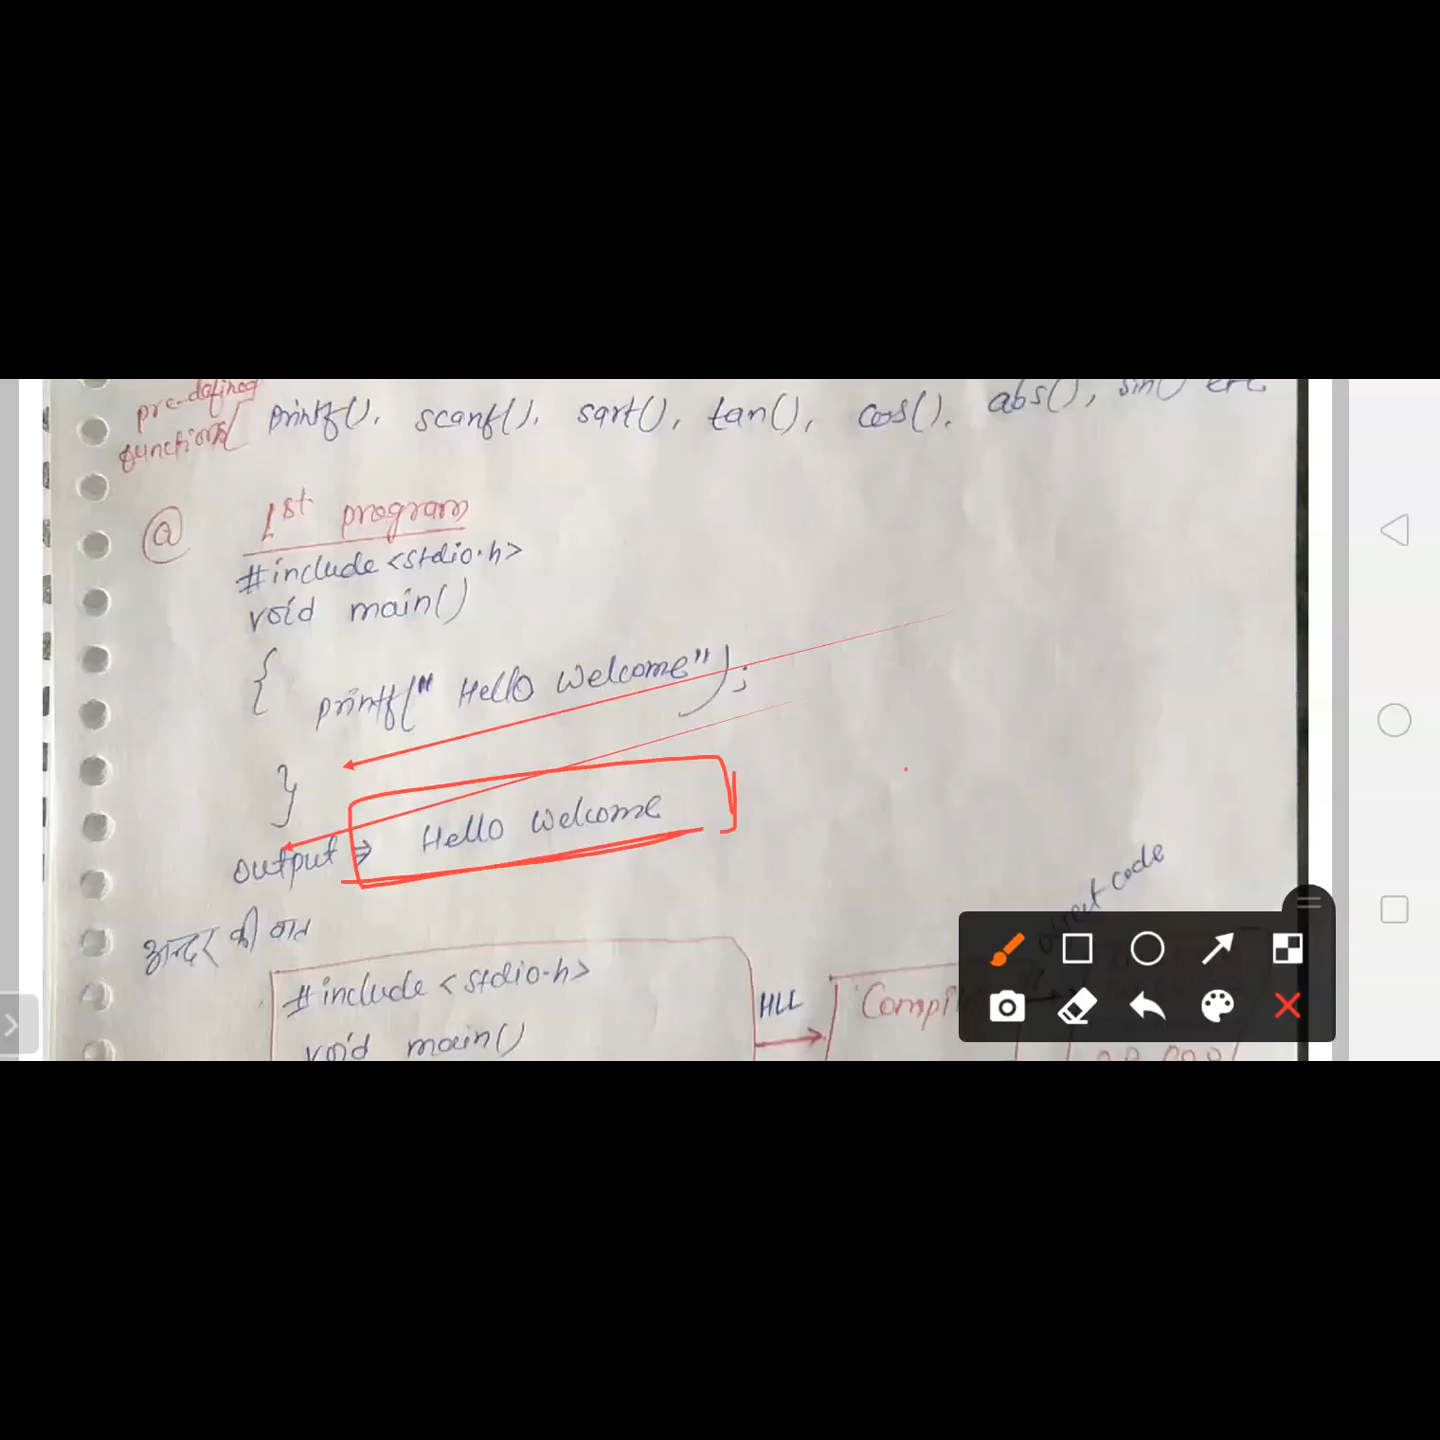 pre-defined
functions printf(), scanf(), sqrt(), tan(), cos(), abs(), sin() etc
@ 1st program
#include <stdio.h>
void main()
{
printf(" Hello Welcome");
}
output ⇒ Hello Welcome
अन्दर की बात
#include <stdio.h>
void main()
HLL
code